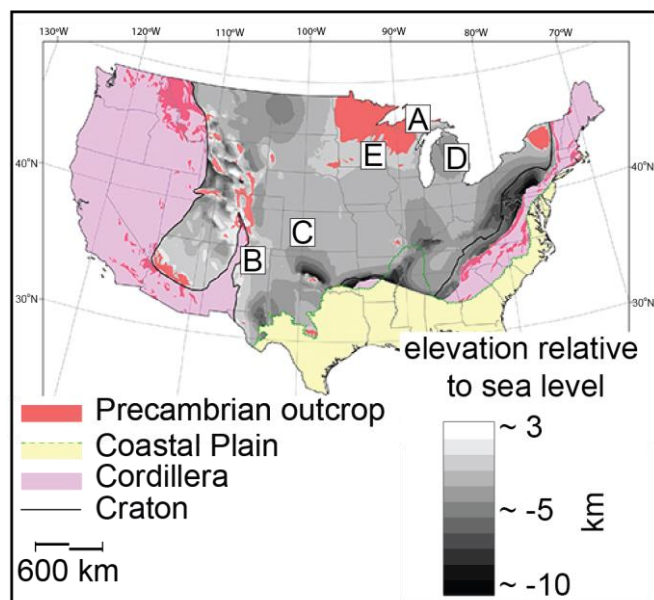 130°W 120°W 110°W 100°W 90°W 80°W 70°W
40°N
40°N
30°N
30°N
A
E
D
C
B
elevation relative
to sea level
Precambrian outcrop
Coastal Plain
Cordillera
Craton
600 km
~ 3
~ -5
~ -10
km